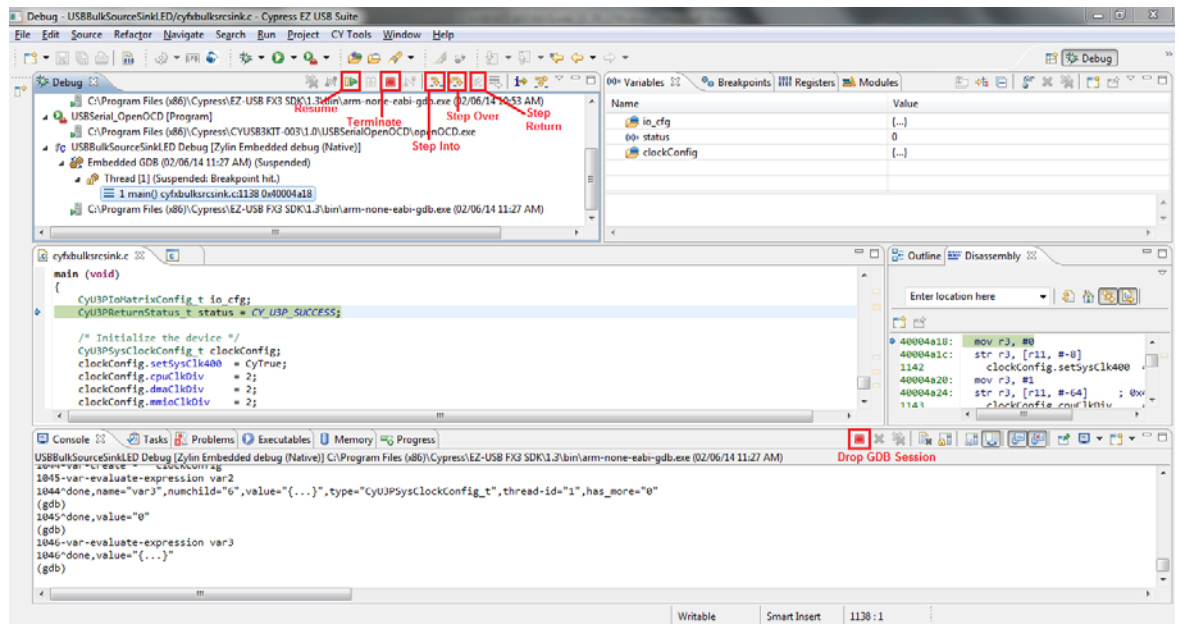 Debug - USBBulkSourceSinkLED/cyfxbulksrcsink.c - Cypress EZ USB Suite
File Edit Source Refactor Navigate Search Run Project CY Tools Window Help
Debug
Debug
Variables Breakpoints Registers Modules
C:\Program Files (x86)\Cypress\EZ-USB FX3 SDK\1.3\bin\arm-none-eabi-gdb.exe (02/06/14 10:53 AM)
Resume
Terminate
Step Into
Step Over
Step Return
USBSerial_OpenOCD [Program]
C:\Program Files (x86)\Cypress\CYUSB3KIT-003\1.0\USBSerialOpenOCD\openOCD.exe
USBBulkSourceSinkLED Debug [Zylin Embedded debug (Native)]
Embedded GDB (02/06/14 11:27 AM) (Suspended)
Thread [1] (Suspended: Breakpoint hit.)
1 main() cyfxbulksrcsink.c:1138 0x40004a18
C:\Program Files (x86)\Cypress\EZ-USB FX3 SDK\1.3\bin\arm-none-eabi-gdb.exe (02/06/14 11:27 AM)
Name Value
io_cfg {...}
status 0
clockConfig {...}
cyfxbulksrcsink.c
main (void)
{
CyU3PIoMatrixConfig_t io_cfg;
CyU3PReturnStatus_t status = CY_U3P_SUCCESS;
/* Initialize the device */
CyU3PSysClockConfig_t clockConfig;
clockConfig.setSysClk400 = CyTrue;
clockConfig.cpuClkDiv = 2;
clockConfig.dmaClkDiv = 2;
clockConfig.mmioClkDiv = 2;
Outline Disassembly
Enter location here
40004a18: mov r3, #0
40004a1c: str r3, [r11, #-8]
1142 clockConfig.setSysClk400
40004a20: mov r3, #1
40004a24: str r3, [r11, #-64] ; 0x
1143 clockConfig.cpuClkDiv
Console Tasks Problems Executables Memory Progress
Drop GDB Session
USBBulkSourceSinkLED Debug [Zylin Embedded debug (Native)] C:\Program Files (x86)\Cypress\EZ-USB FX3 SDK\1.3\bin\arm-none-eabi-gdb.exe (02/06/14 11:27 AM)
1044-var-create - * clockConfig
1045-var-evaluate-expression var2
1044^done,name="var3",numchild="6",value="{...}",type="CyU3PSysClockConfig_t",thread-id="1",has_more="0"
(gdb)
1045^done,value="0"
(gdb)
1046-var-evaluate-expression var3
1046^done,value="{...}"
(gdb)
Writable Smart Insert 1138 : 1